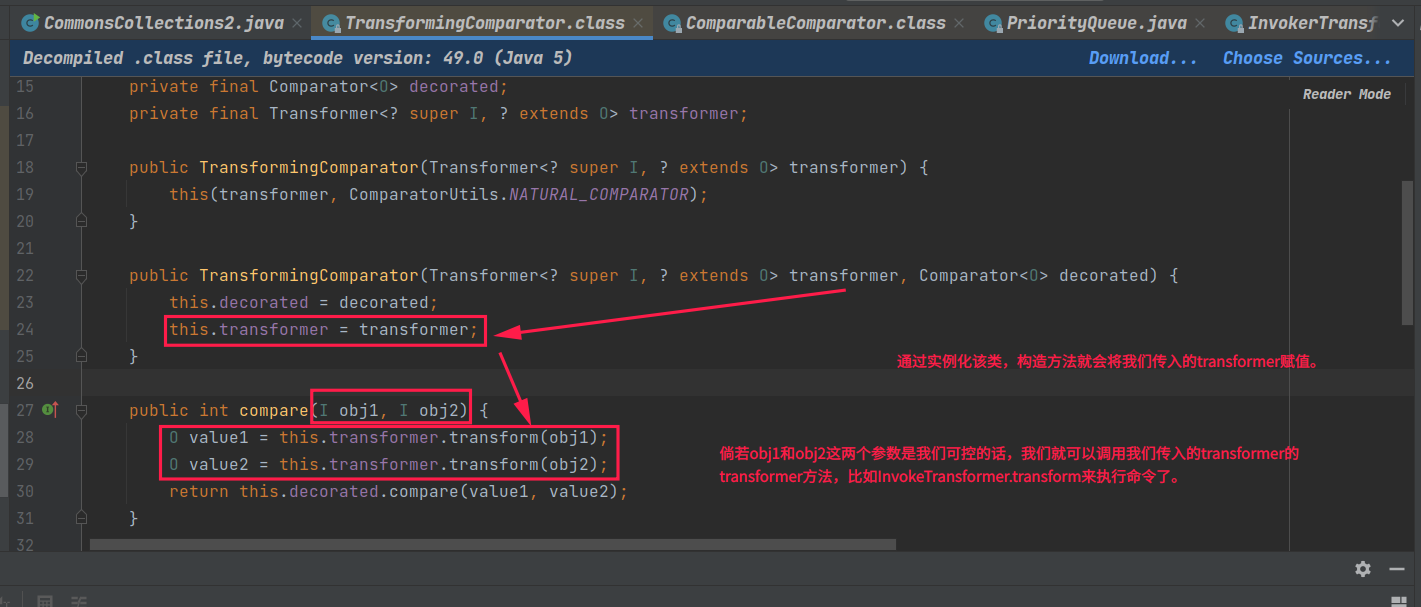 CommonsCollections2.java
TransformingComparator.class
ComparableComparator.class
PriorityQueue.java
InvokerTransf
Decompiled .class file, bytecode version: 49.0 (Java 5)
Download... Choose Sources...
Reader Mode
15 private final Comparator<O> decorated;
16 private final Transformer<? super I, ? extends O> transformer;
17
18 public TransformingComparator(Transformer<? super I, ? extends O> transformer) {
19 this(transformer, ComparatorUtils.NATURAL_COMPARATOR);
20 }
21
22 public TransformingComparator(Transformer<? super I, ? extends O> transformer, Comparator<O> decorated) {
23 this.decorated = decorated;
24 this.transformer = transformer;
25 }
通过实例化该类，构造方法就会将我们传入的transformer赋值。
26
27 public int compare(I obj1, I obj2) {
28 O value1 = this.transformer.transform(obj1);
29 O value2 = this.transformer.transform(obj2);
30 return this.decorated.compare(value1, value2);
31 }
32
倘若obj1和obj2这两个参数是我们可控的话，我们就可以调用我们传入的transformer的
transformer方法，比如InvokeTransformer.transform来执行命令了。